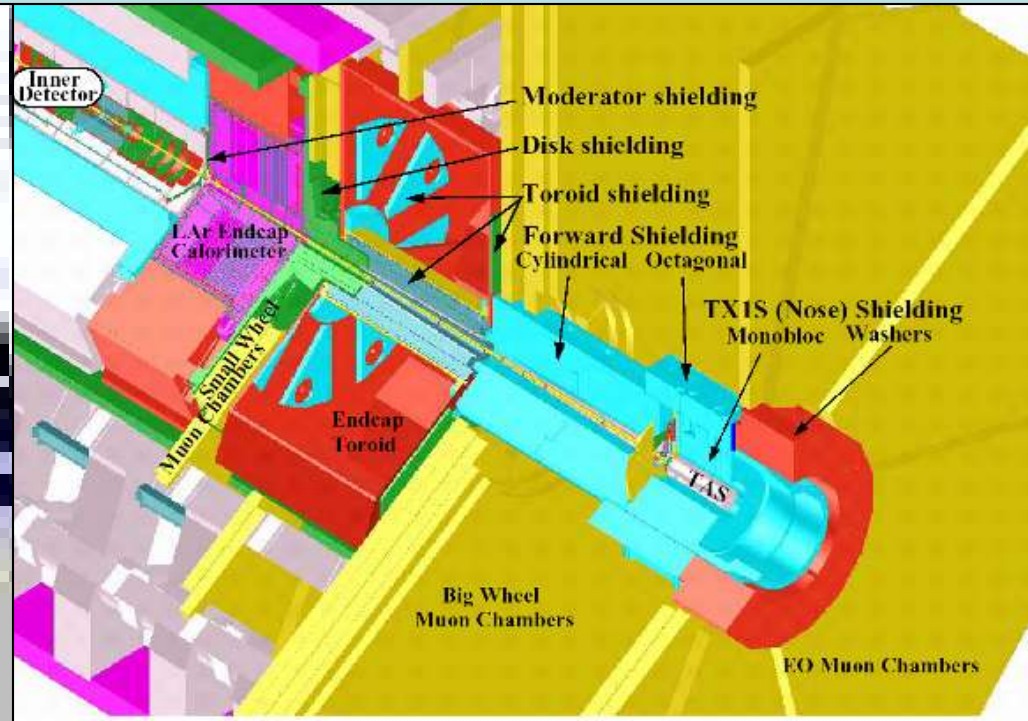 Inner
Detector
Moderator shielding
Disk shielding
Toroid shielding
Forward Shielding
Cylindrical Octagonal
LAr Endcap
Calorimeter
TX1S (Nose) Shielding
Monobloc Washers
Small Wheel
Muon Chambers
Endcap
Toroid
TAS
Big Wheel
Muon Chambers
EO Muon Chambers